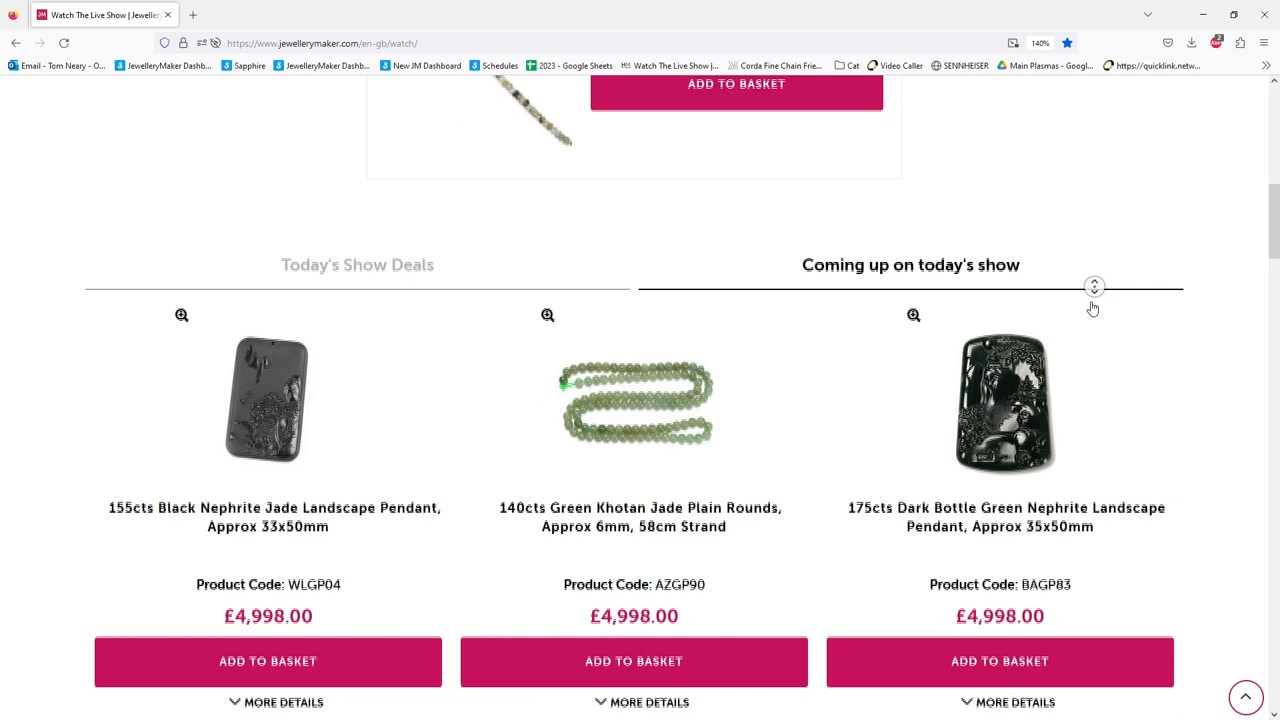 Watch The Live Show | Jeweller
https://www.jewellerymaker.com/en-gb/watch/
140%
2
Email - Tom Neary - O... JewelleryMaker Dashb... Sapphire JewelleryMaker Dashb... New JM Dashboard Schedules 2023 - Google Sheets Watch The Live Show |... Corda Fine Chain Frie... Cat Video Caller SENNHEISER Main Plasmas - Googl... https://quicklink.netw...
ADD TO BASKET
Today's Show Deals
Coming up on today's show
155cts Black Nephrite Jade Landscape Pendant,
Approx 33x50mm
Product Code: WLGP04
£4,998.00
ADD TO BASKET
MORE DETAILS
140cts Green Khotan Jade Plain Rounds,
Approx 6mm, 58cm Strand
Product Code: AZGP90
£4,998.00
ADD TO BASKET
MORE DETAILS
175cts Dark Bottle Green Nephrite Landscape
Pendant, Approx 35x50mm
Product Code: BAGP83
£4,998.00
ADD TO BASKET
MORE DETAILS